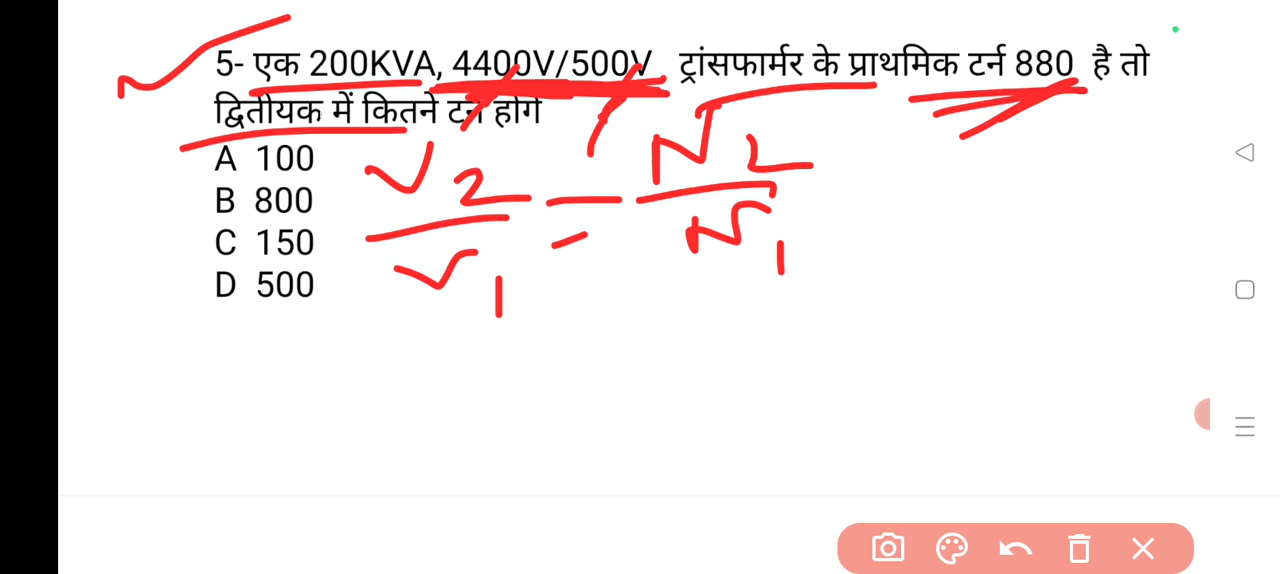 5- एक 200KVA, 4400V/500V ट्रांसफार्मर के प्राथमिक टर्न 880 है तो
द्वितीयक में कितने टर्न होगे
A 100
B 800
C 150
D 500
V2/V1 = N2/N1